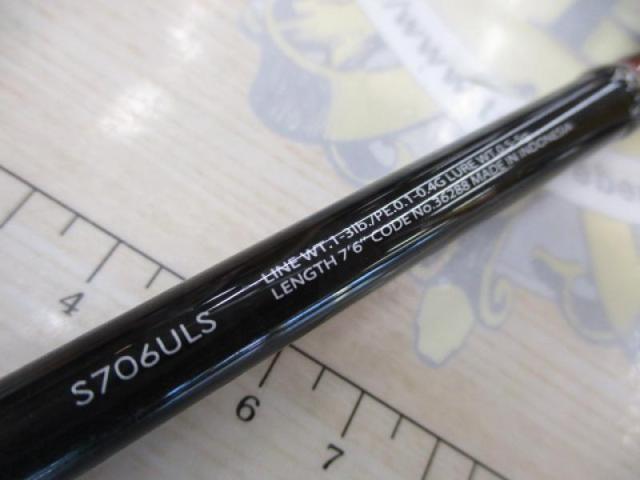 S706ULS
LINE WT.1-3lb./PE.0.1-0.4G LURE WT.0.5-5g
LENGTH 7'6" CODE No.36288 MADE IN INDONESIA
4
6
7